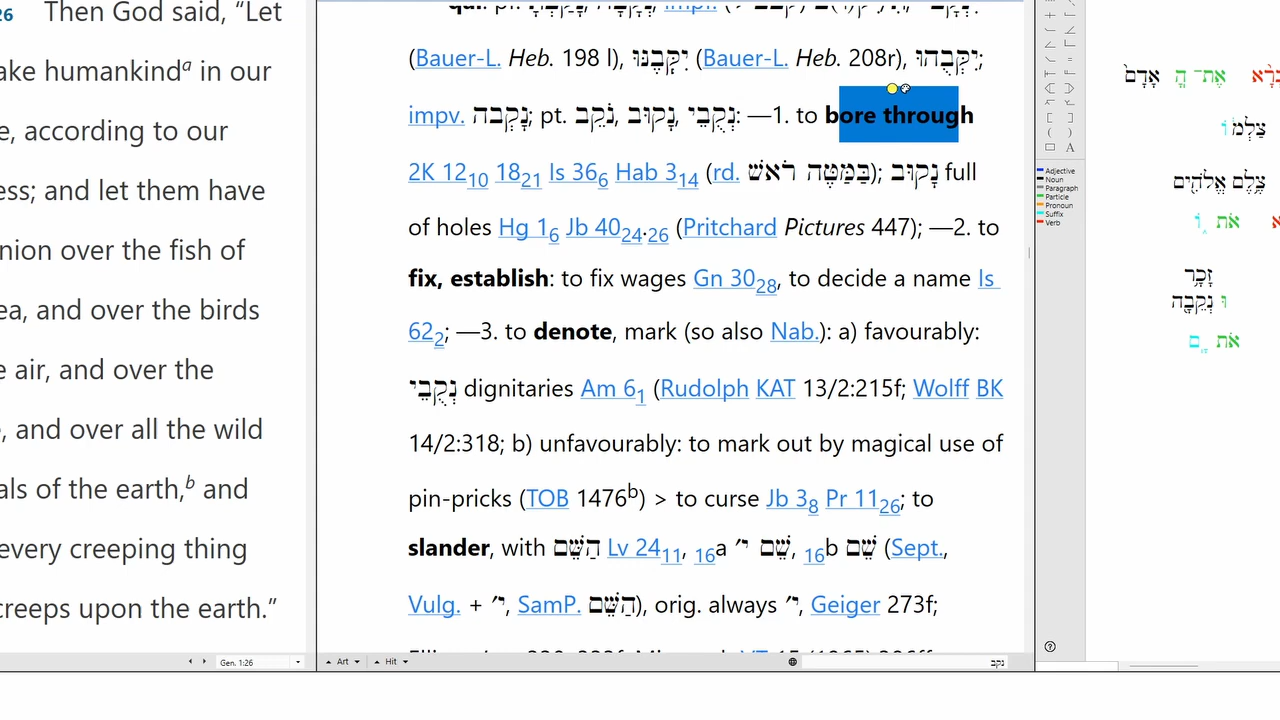 26 Then God said, “Let
ake humankindᵃ in our
e, according to our
ess; and let them have
nion over the fish of
ea, and over the birds
e air, and over the
, and over all the wild
als of the earth,ᵇ and
every creeping thing
creeps upon the earth.”
Gen. 1:26
(Bauer-L. Heb. 198 l), יִקֳּבֶנּוּ (Bauer-L. Heb. 208r), יִקְּבֻהוּ;
impv. נָקְבָה; pt. נֹקֵב, נָקוּב, נְקֻבֵי: —1. to bore through
2K 12₁₀ 18₂₁ Is 36₆ Hab 3₁₄ (rd. בַּמַּטֶּה רֹאשׁ); נָקוּב full
of holes Hg 1₆ Jb 40₂₄.₂₆ (Pritchard Pictures 447); —2. to
fix, establish: to fix wages Gn 30₂₈, to decide a name Is
62₂; —3. to denote, mark (so also Nab.): a) favourably:
נְקֻבֵי dignitaries Am 6₁ (Rudolph KAT 13/2:215f; Wolff BK
14/2:318; b) unfavourably: to mark out by magical use of
pin-pricks (TOB 1476ᵇ) > to curse Jb 3₈ Pr 11₂₆; to
slander, with הַשֵּׁם Lv 24₁₁, ₁₆a שֵׁם י׳, ₁₆b שֵׁם (Sept.,
Vulg. + י׳, SamP. הַשֵּׁם), orig. always י׳, Geiger 273f;
Art Hit נקב
Adjective
Noun
Paragraph
Particle
Pronoun
Suffix
Verb
אֶת־ הָ אָדָם
צַלְמ וֹ
צֶלֶם אֱלֹהִים
אֹת וֹ
זָכָר
וּ נְקֵבָה
אֹת ָם